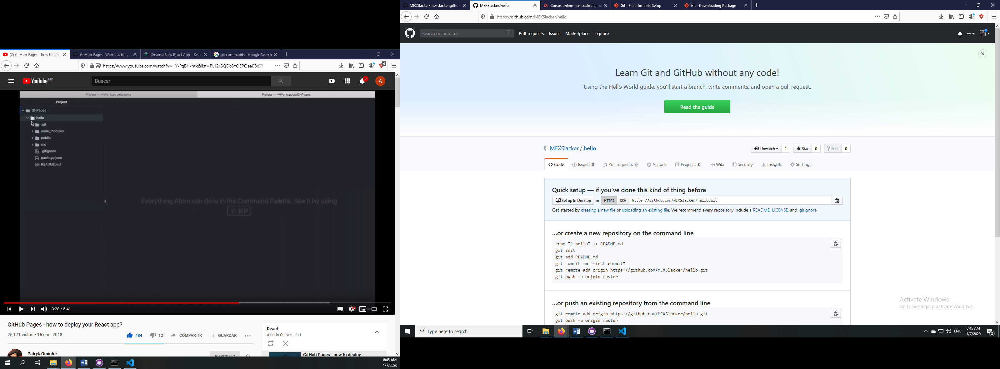 (2) GitHub Pages - how to depl
GitHub Pages | Websites for yo
Create a New React App – Reac
git commands - Google Search
https://www.youtube.com/watch?v=1Y-PqBH-htk&list=PLJ2r5QDc8YOEPOea0Bx0T
6
YouTube MX
Buscar
2
A
Project — ~/Workspace/Udemy
Project — ~/Workspace/GHPages
Project
GHPages
hello
.git
node_modules
public
src
.gitignore
package.json
README.md
Everything Atom can do is in the Command Palette. See it by using
⇧⌘P
3:28 / 5:41
HD
GitHub Pages - how to deploy your React app?
25,171 vistas • 16 ene. 2018
484
12
COMPARTIR
GUARDAR
React
Alberto Cuevas - 1/1
Patryk Omiotek
SUSCRITO
GitHub Pages - how to deploy
8:45 AM
1/7/2020
MEXSlacker/mexslacker.github
MEXSlacker/hello
Cursos online - en cualquier m
Git - First-Time Git Setup
Git - Downloading Package
https://github.com/MEXSlacker/hello
Search or jump to...
/
Pull requests
Issues
Marketplace
Explore
Learn Git and GitHub without any code!
Using the Hello World guide, you’ll start a branch, write comments, and open a pull request.
Read the guide
MEXSlacker / hello
Unwatch
1
Star
0
Fork
0
Code
Issues 0
Pull requests 0
Actions
Projects 0
Wiki
Security
Insights
Settings
Quick setup — if you’ve done this kind of thing before
Set up in Desktop
or
HTTPS
SSH
https://github.com/MEXSlacker/hello.git
Get started by creating a new file or uploading an existing file. We recommend every repository include a README, LICENSE, and .gitignore.
…or create a new repository on the command line
echo "# hello" >> README.md
git init
git add README.md
git commit -m "first commit"
git remote add origin https://github.com/MEXSlacker/hello.git
git push -u origin master
…or push an existing repository from the command line
git remote add origin https://github.com/MEXSlacker/hello.git
git push -u origin master
Activate Windows
Go to Settings to activate Windows.
Type here to search
ENG
8:45 AM
1/7/2020
2